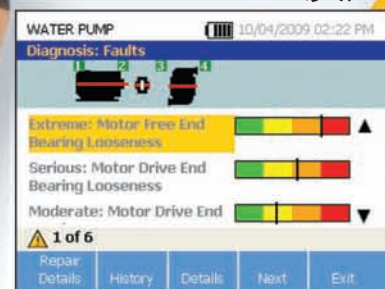 WATER PUMP 10/04/2009 02:22 PM
Diagnosis: Faults
1 2 3 4
Extreme: Motor Free End
Bearing Looseness
Serious: Motor Drive End
Bearing Looseness
Moderate: Motor Drive End
1 of 6
Repair
Details History Details Next Exit